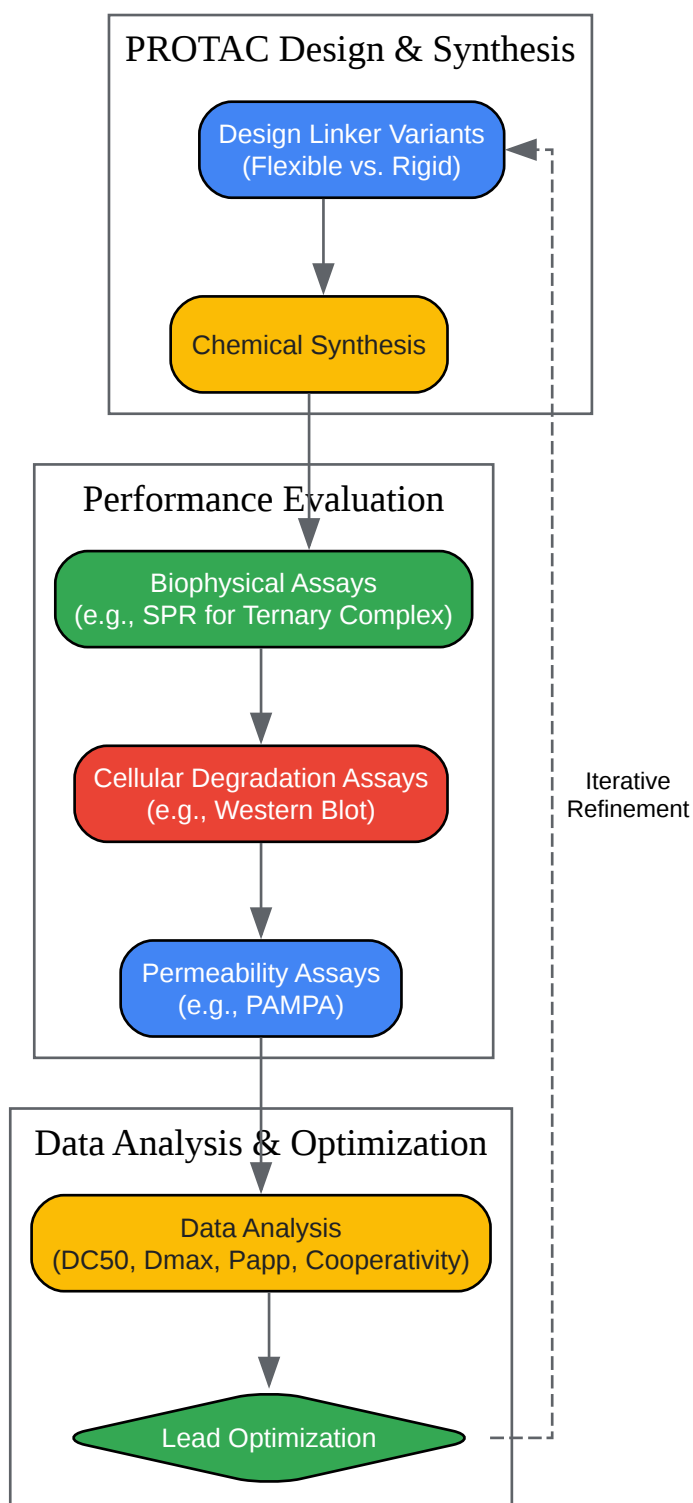 PROTAC Design & Synthesis
Design Linker Variants
(Flexible vs. Rigid)
Chemical Synthesis
Performance Evaluation
Biophysical Assays
(e.g., SPR for Ternary Complex)
Cellular Degradation Assays
(e.g., Western Blot)
Iterative
Refinement
Permeability Assays
(e.g., PAMPA)
Data Analysis & Optimization
Data Analysis
(DC50, Dmax, Papp, Cooperativity)
Lead Optimization